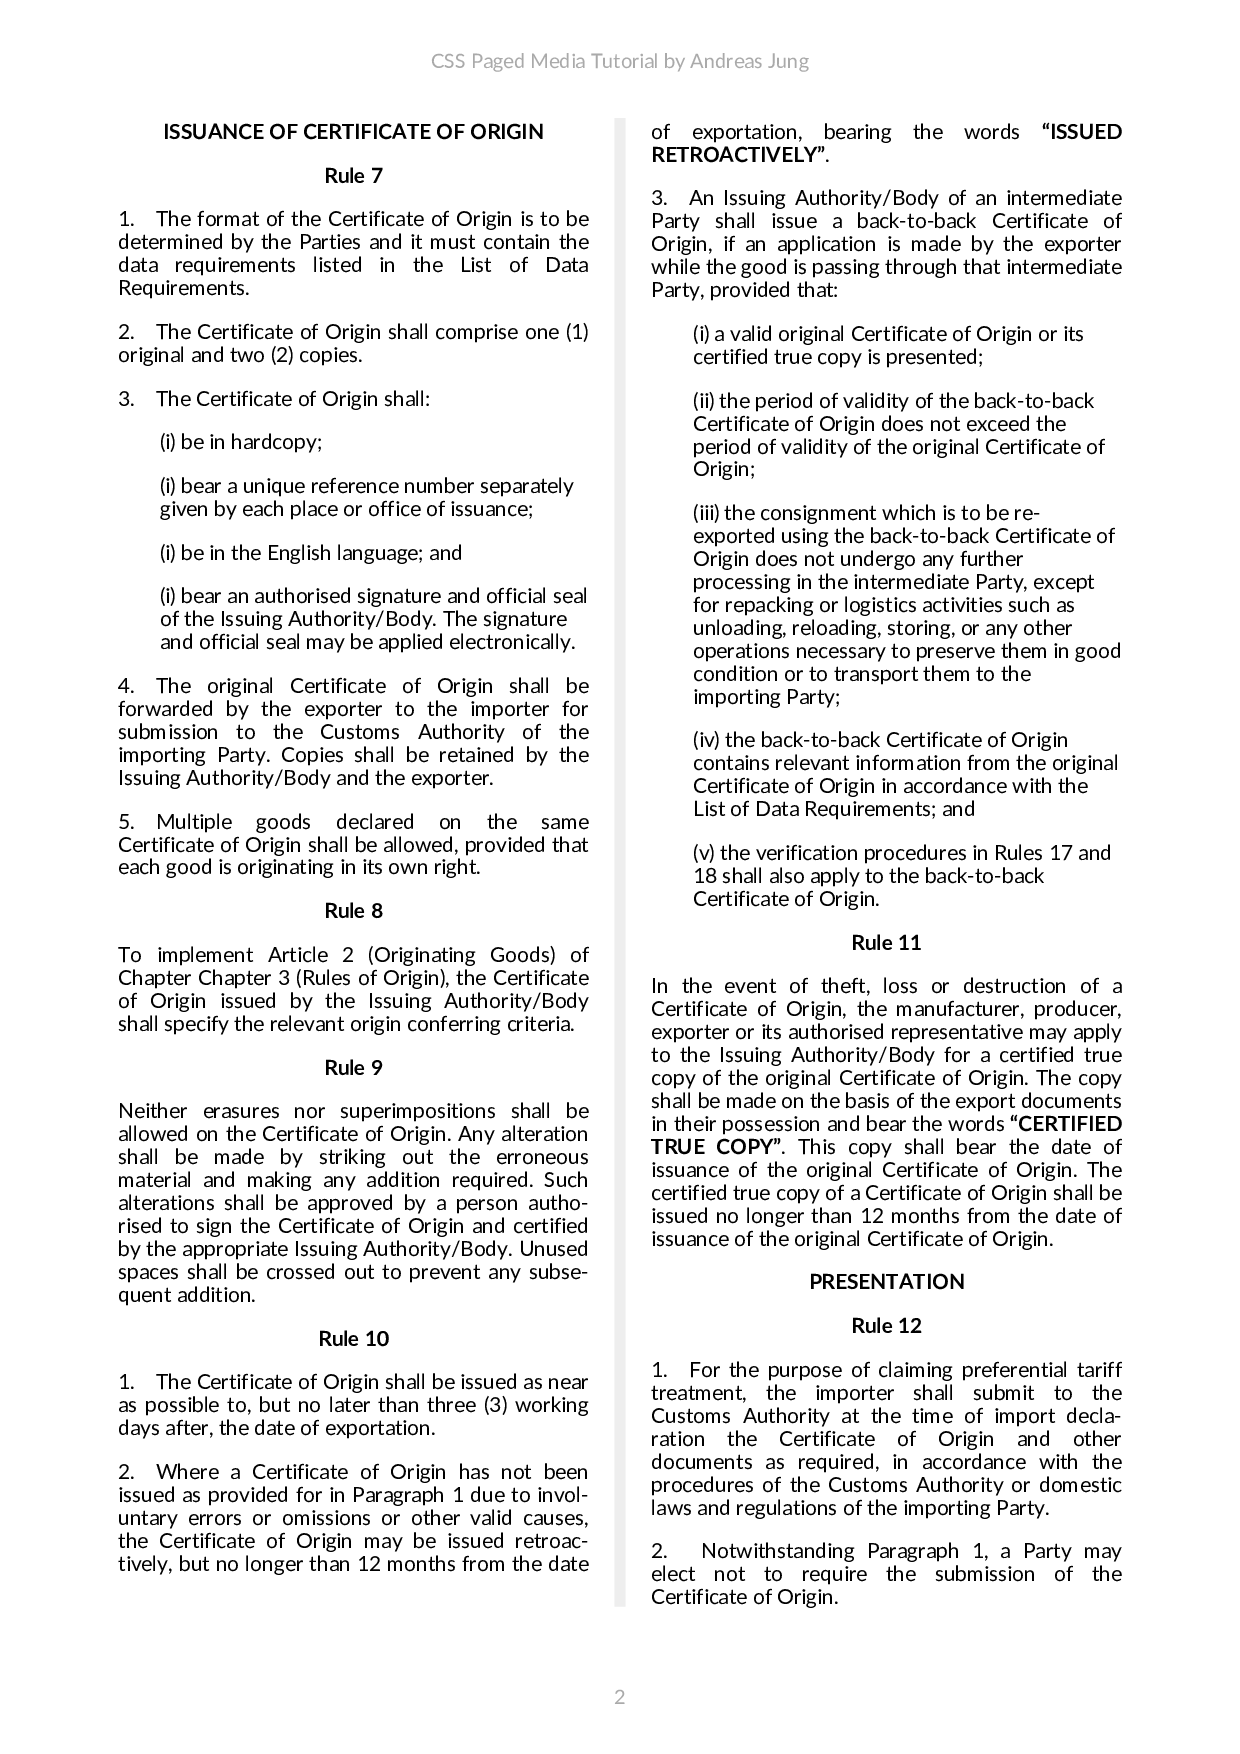 CSS Paged Media Tutorial by Andreas Jung
ISSUANCE OF CERTIFICATE OF ORIGIN
Rule 7
1. The format of the Certificate of Origin is to be
determined by the Parties and it must contain the
data requirements listed in the List of Data
Requirements.
2. The Certificate of Origin shall comprise one (1)
original and two (2) copies.
3. The Certificate of Origin shall:
(i) be in hardcopy;
(i) bear a unique reference number separately
given by each place or office of issuance;
(i) be in the English language; and
(i) bear an authorised signature and official seal
of the Issuing Authority/Body. The signature
and official seal may be applied electronically.
4. The original Certificate of Origin shall be
forwarded by the exporter to the importer for
submission to the Customs Authority of the
importing Party. Copies shall be retained by the
Issuing Authority/Body and the exporter.
5. Multiple goods declared on the same
Certificate of Origin shall be allowed, provided that
each good is originating in its own right.
Rule 8
To implement Article 2 (Originating Goods) of
Chapter Chapter 3 (Rules of Origin), the Certificate
of Origin issued by the Issuing Authority/Body
shall specify the relevant origin conferring criteria.
Rule 9
Neither erasures nor superimpositions shall be
allowed on the Certificate of Origin. Any alteration
shall be made by striking out the erroneous
material and making any addition required. Such
alterations shall be approved by a person autho-
rised to sign the Certificate of Origin and certified
by the appropriate Issuing Authority/Body. Unused
spaces shall be crossed out to prevent any subse-
quent addition.
Rule 10
1. The Certificate of Origin shall be issued as near
as possible to, but no later than three (3) working
days after, the date of exportation.
2. Where a Certificate of Origin has not been
issued as provided for in Paragraph 1 due to invol-
untary errors or omissions or other valid causes,
the Certificate of Origin may be issued retroac-
tively, but no longer than 12 months from the date
of exportation, bearing the words “ISSUED
RETROACTIVELY”.
3. An Issuing Authority/Body of an intermediate
Party shall issue a back-to-back Certificate of
Origin, if an application is made by the exporter
while the good is passing through that intermediate
Party, provided that:
(i) a valid original Certificate of Origin or its
certified true copy is presented;
(ii) the period of validity of the back-to-back
Certificate of Origin does not exceed the
period of validity of the original Certificate of
Origin;
(iii) the consignment which is to be re-
exported using the back-to-back Certificate of
Origin does not undergo any further
processing in the intermediate Party, except
for repacking or logistics activities such as
unloading, reloading, storing, or any other
operations necessary to preserve them in good
condition or to transport them to the
importing Party;
(iv) the back-to-back Certificate of Origin
contains relevant information from the original
Certificate of Origin in accordance with the
List of Data Requirements; and
(v) the verification procedures in Rules 17 and
18 shall also apply to the back-to-back
Certificate of Origin.
Rule 11
In the event of theft, loss or destruction of a
Certificate of Origin, the manufacturer, producer,
exporter or its authorised representative may apply
to the Issuing Authority/Body for a certified true
copy of the original Certificate of Origin. The copy
shall be made on the basis of the export documents
in their possession and bear the words “CERTIFIED
TRUE COPY”. This copy shall bear the date of
issuance of the original Certificate of Origin. The
certified true copy of a Certificate of Origin shall be
issued no longer than 12 months from the date of
issuance of the original Certificate of Origin.
PRESENTATION
Rule 12
1. For the purpose of claiming preferential tariff
treatment, the importer shall submit to the
Customs Authority at the time of import decla-
ration the Certificate of Origin and other
documents as required, in accordance with the
procedures of the Customs Authority or domestic
laws and regulations of the importing Party.
2. Notwithstanding Paragraph 1, a Party may
elect not to require the submission of the
Certificate of Origin.
2